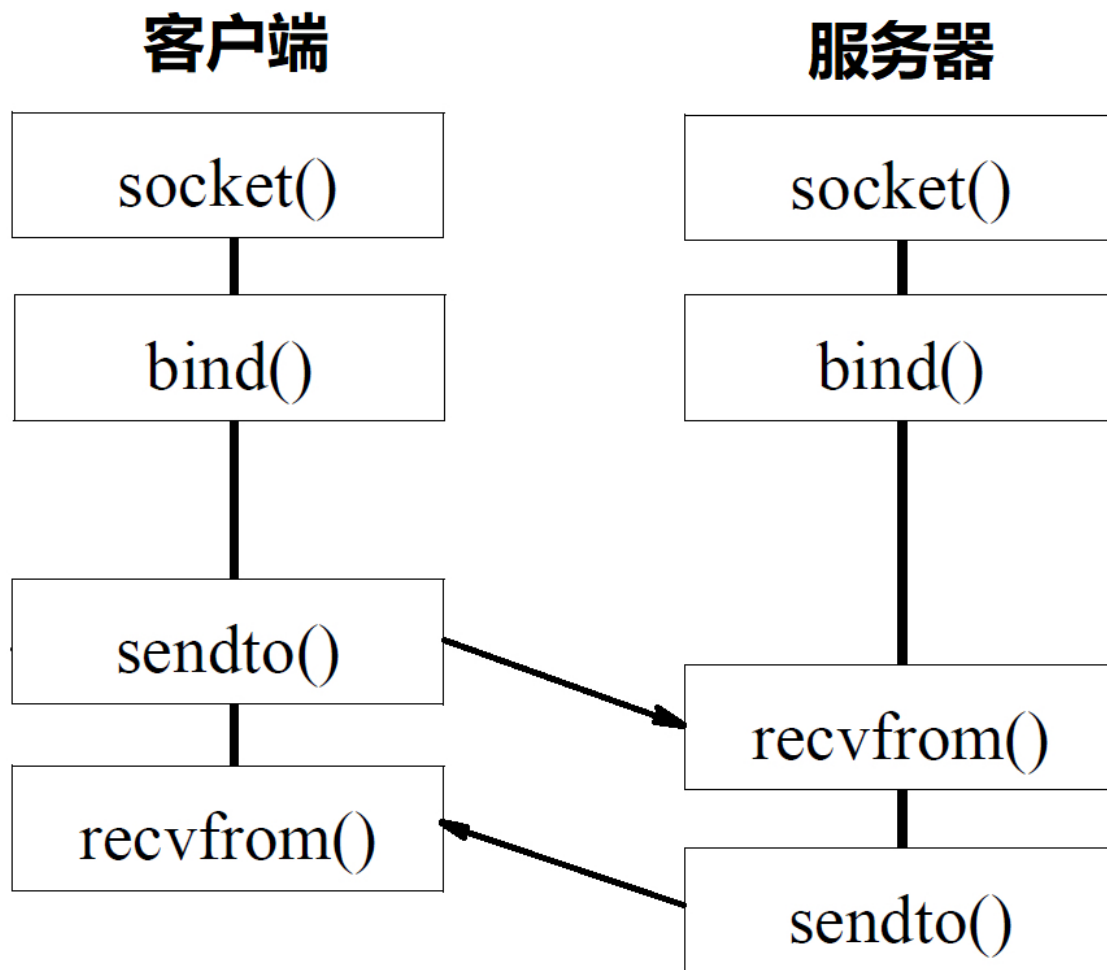 客户端
服务器
socket()
socket()
bind()
bind()
sendto()
recvfrom()
recvfrom()
sendto()